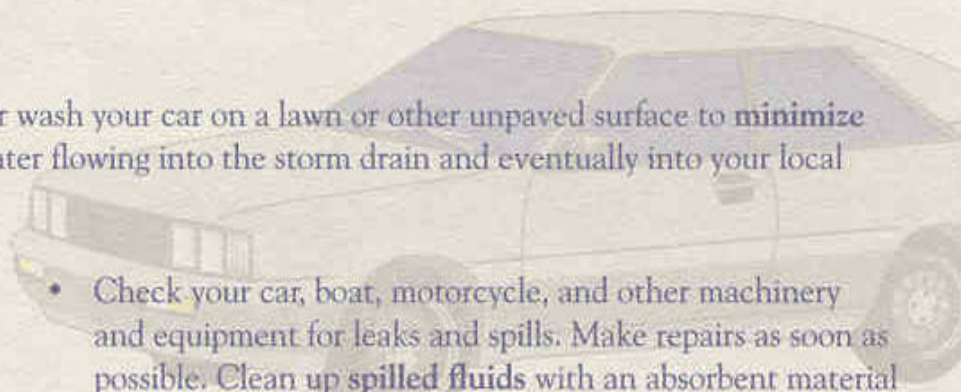 r wash your car on a lawn or other unpaved surface to minimize
ter flowing into the storm drain and eventually into your local
• Check your car, boat, motorcycle, and other machinery
and equipment for leaks and spills. Make repairs as soon as
possible. Clean up spilled fluids with an absorbent material